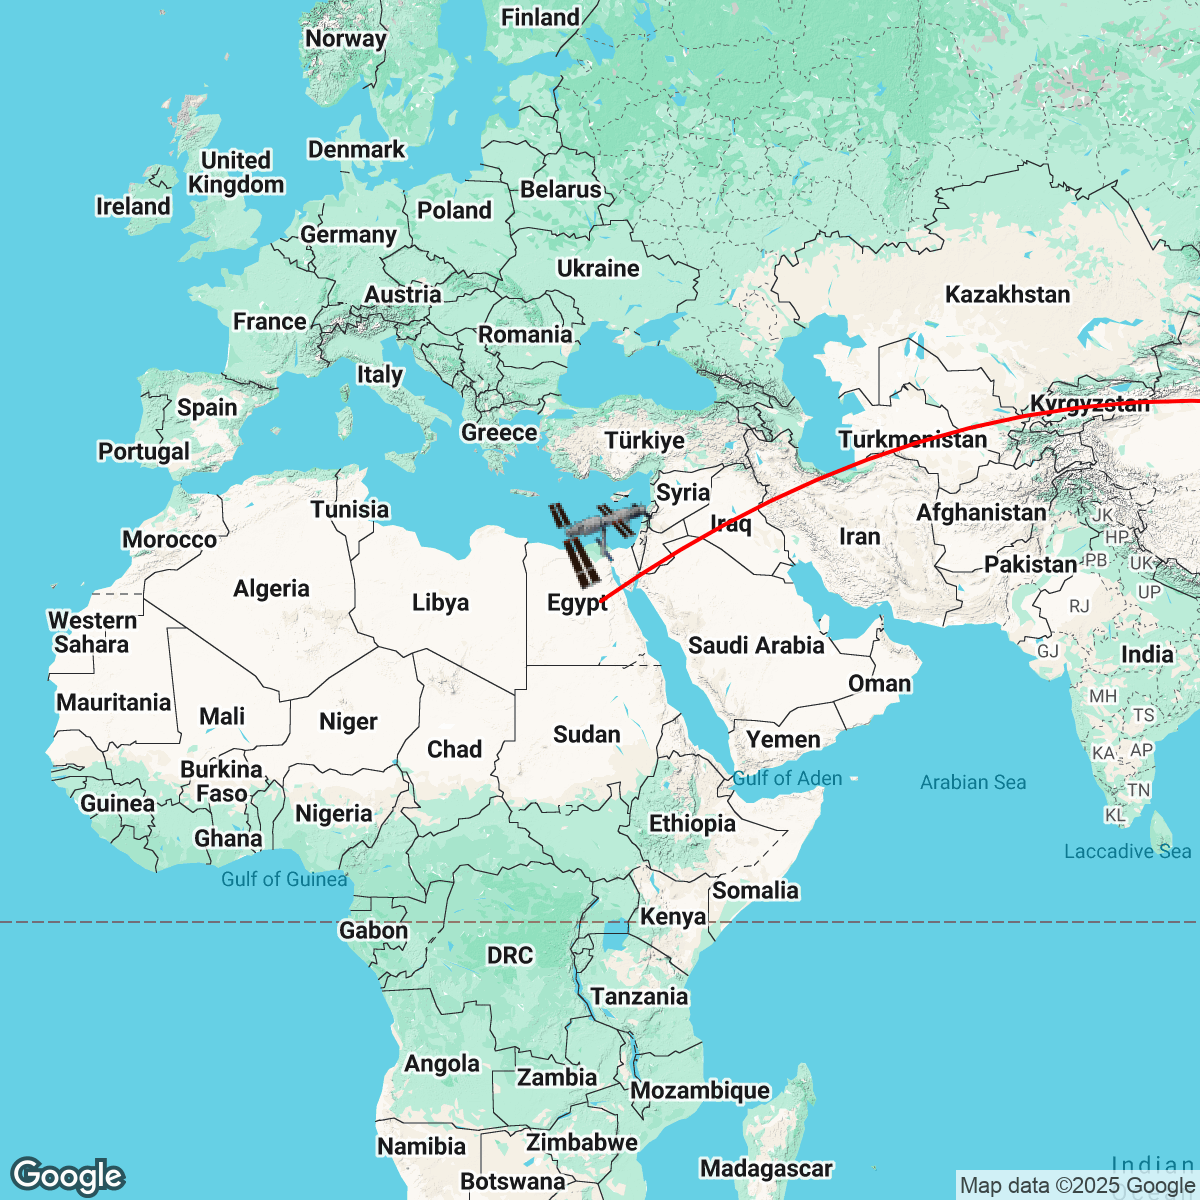 Finland
Norway
Denmark
United
Kingdom
Ireland
Belarus
Poland
Germany
Ukraine
Austria
Kazakhstan
France
Romania
Italy
Spain
Kyrgyzstan
Greece
Türkiye
Turkmenistan
Portugal
Syria
Tunisia
Afghanistan
JK
Iraq
Iran
HP
Morocco
Pakistan
PB
UK
Algeria
UP
Libya
Egypt
RJ
Western
Sahara
Saudi Arabia
GJ
India
Oman
MH
Mauritania
Mali
Niger
TS
Sudan
Yemen
Chad
KA
AP
Burkina
Faso
Gulf of Aden
Arabian Sea
TN
Guinea
Nigeria
KL
Ethiopia
Ghana
Laccadive Sea
Gulf of Guinea
Somalia
Kenya
Gabon
DRC
Tanzania
Angola
Zambia
Mozambique
Zimbabwe
Namibia
Madagascar
Indian
Botswana
Google
Map data ©2025 Google